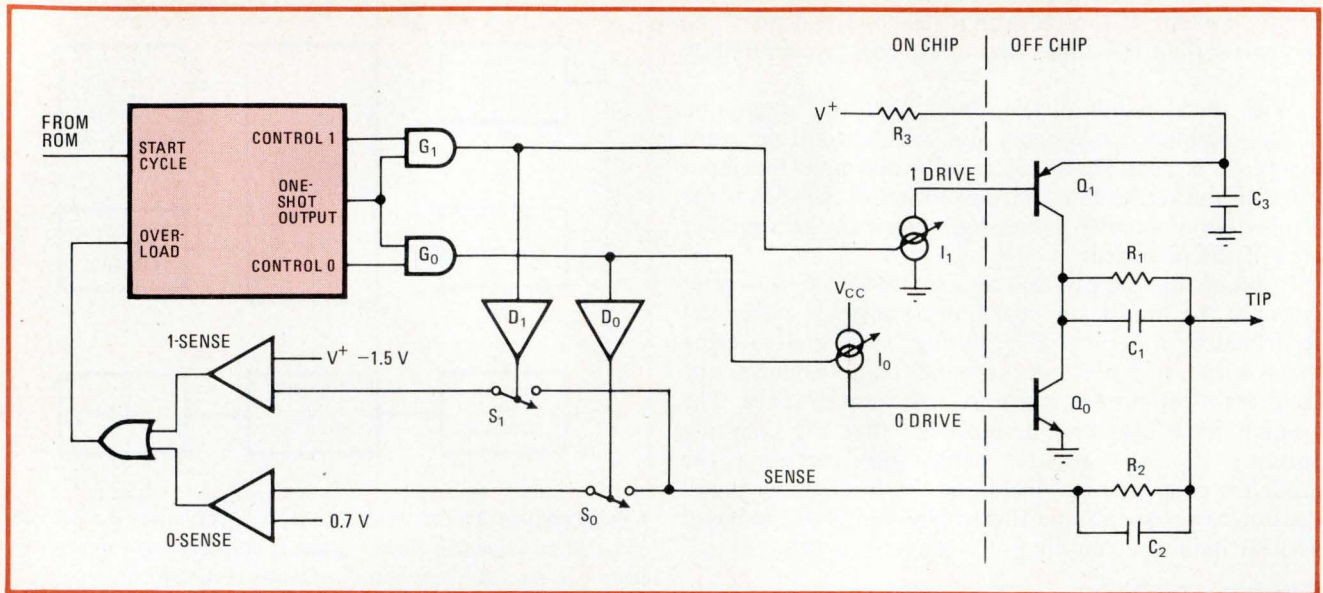 ON CHIP
OFF CHIP
FROM
ROM
START
CYCLE
OVER-
LOAD
CONTROL 1
ONE-
SHOT
OUTPUT
CONTROL 0
G₁
G₀
V⁺
R₃
1 DRIVE
Q₁
C₃
I₁
R₁
TIP
C₁
V_CC
I₀
Q₀
0 DRIVE
D₁
D₀
1-SENSE
V⁺ −1.5 V
S₁
SENSE
R₂
S₀
0.7 V
0-SENSE
C₂